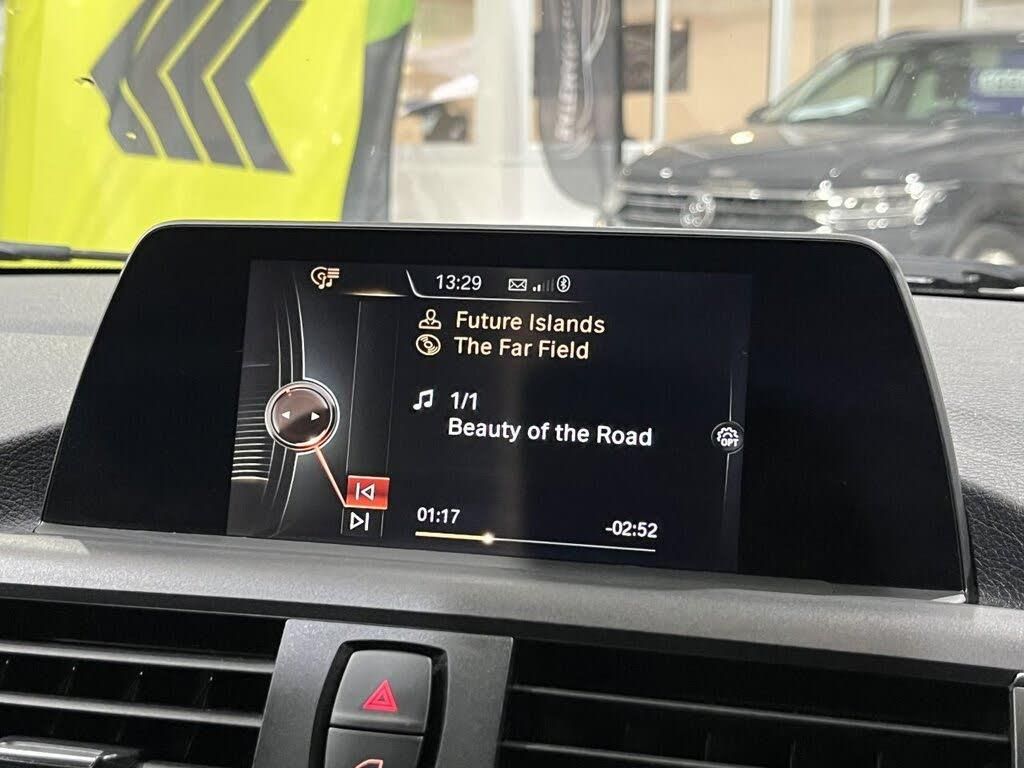 13:29
Future Islands
The Far Field
1/1
Beauty of the Road
OPT
01:17
-02:52